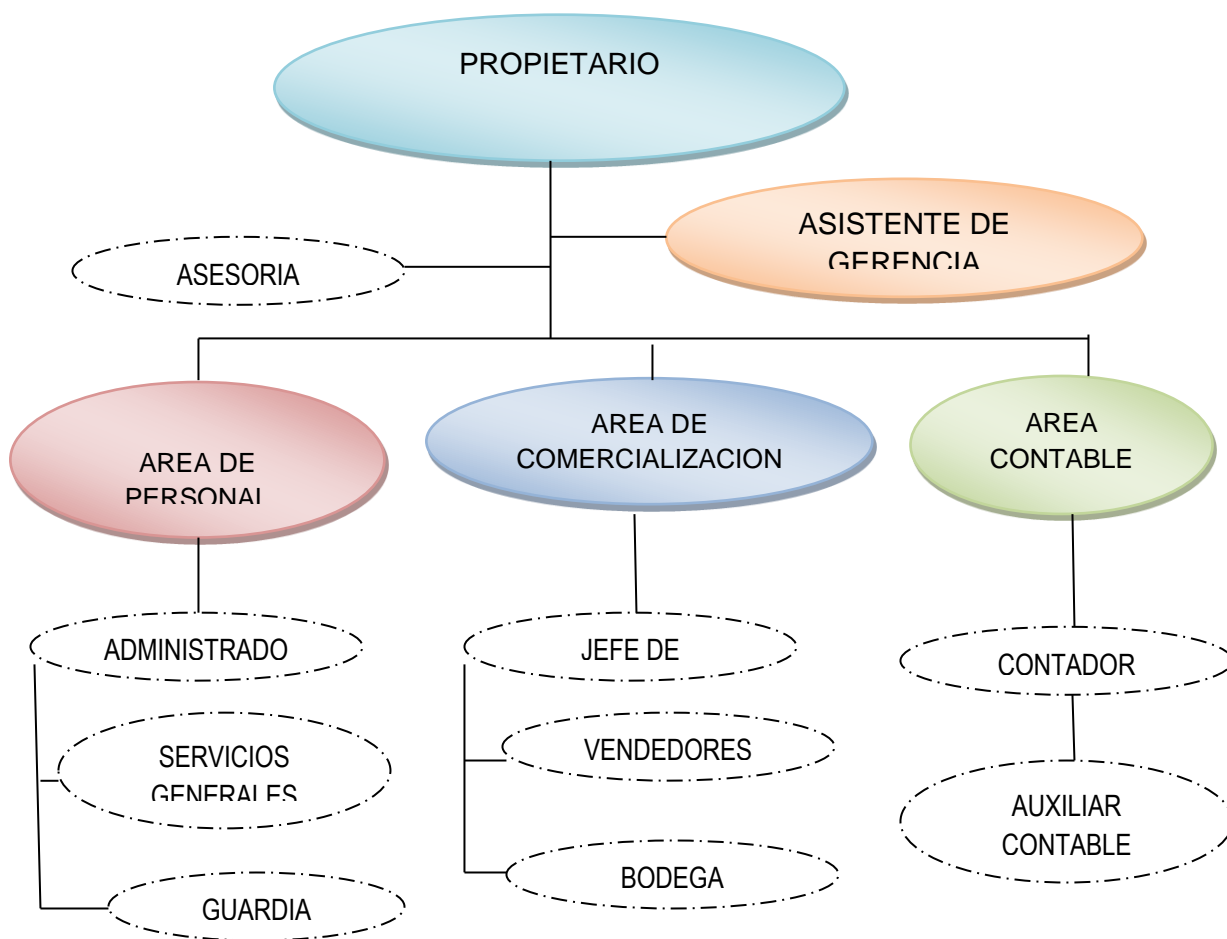 PROPIETARIO
ASISTENTE DE
GERENCIA
ASESORIA
AREA DE
PERSONAL
AREA DE
COMERCIALIZACION
AREA
CONTABLE
ADMINISTRADO
SERVICIOS
GENERALES
GUARDIA
JEFE DE
VENDEDORES
BODEGA
CONTADOR
AUXILIAR
CONTABLE